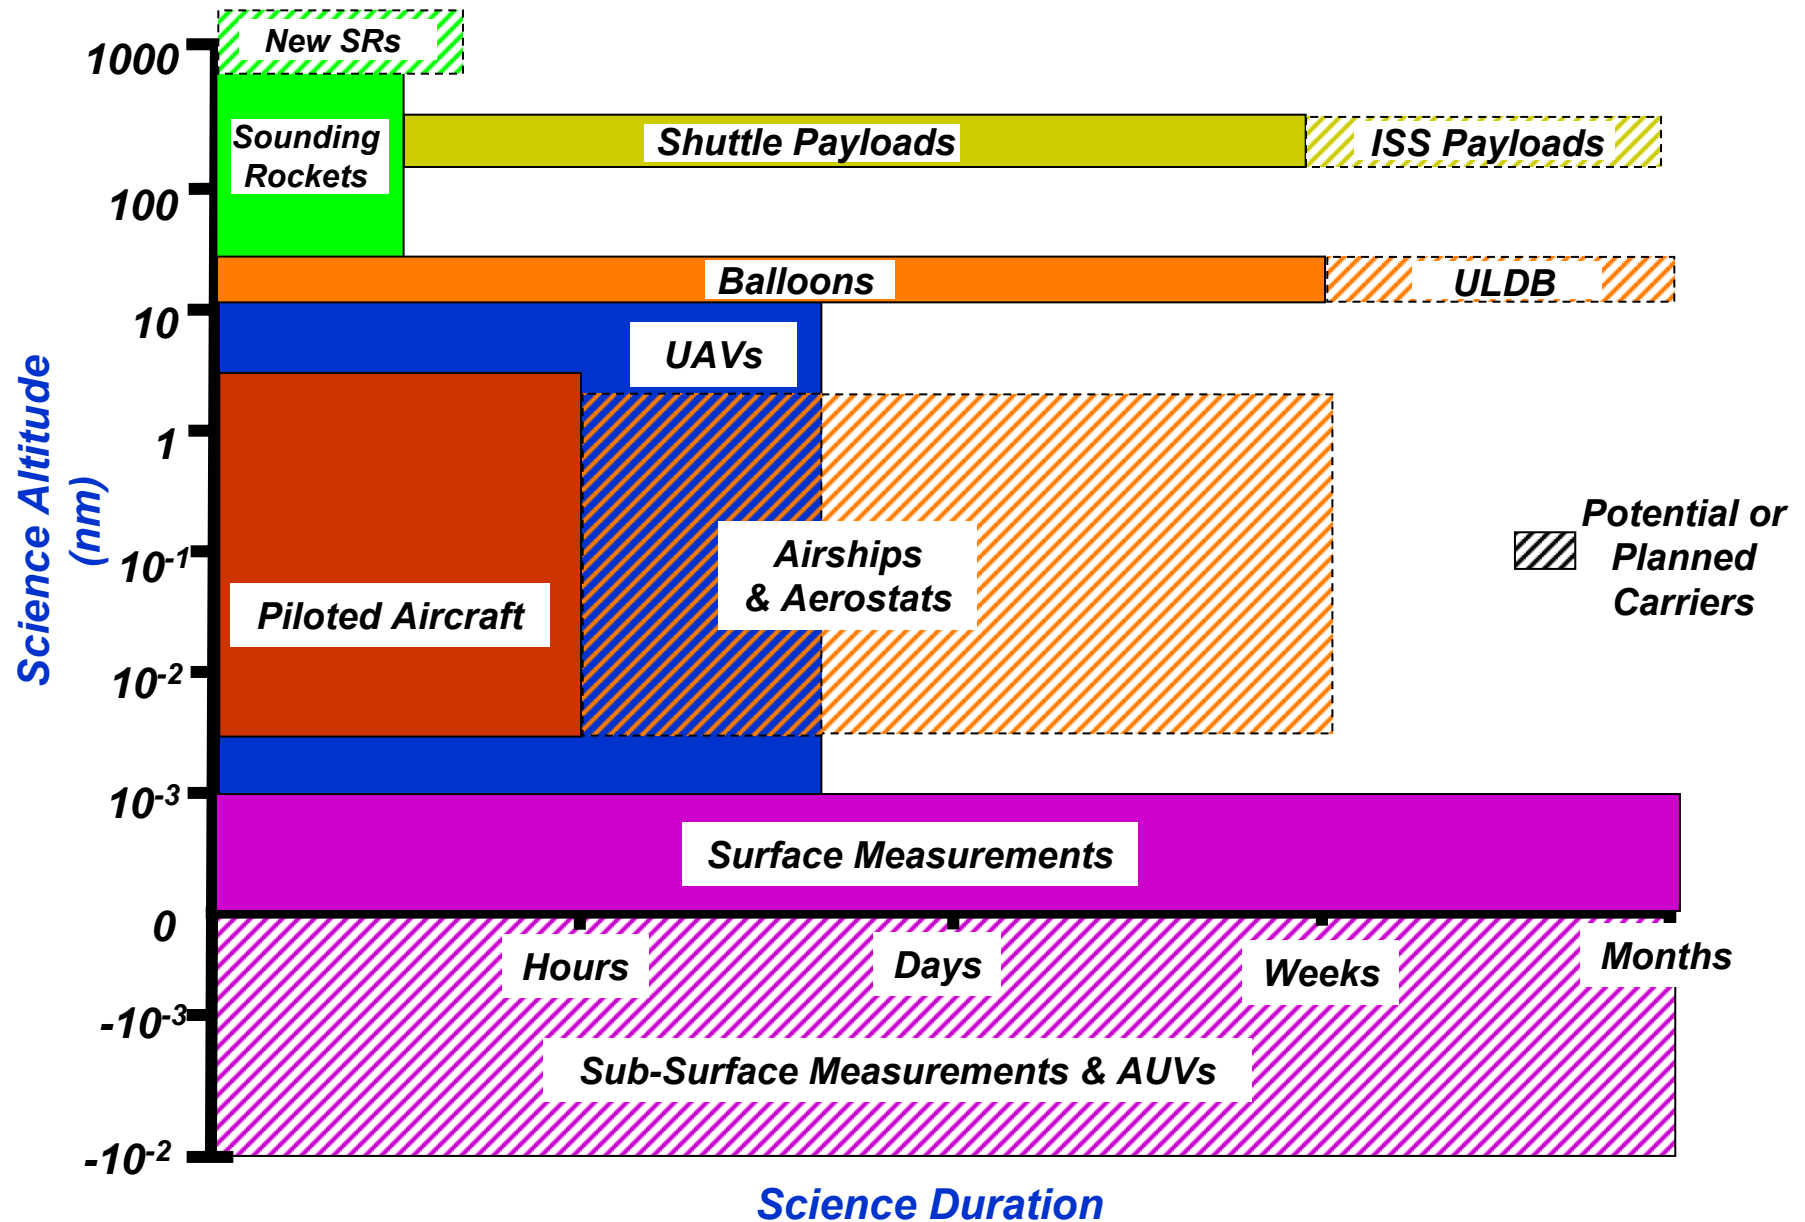 New SRs
1000
Sounding
Rockets
Shuttle Payloads
ISS Payloads
100
Balloons
ULDB
10
UAVs
1
Science Altitude
(nm)
10-1
Airships
& Aerostats
Piloted Aircraft
Potential or
Planned
Carriers
10-2
10-3
Surface Measurements
0
Hours
Days
Weeks
Months
-10-3
Sub-Surface Measurements & AUVs
-10-2
Science Duration